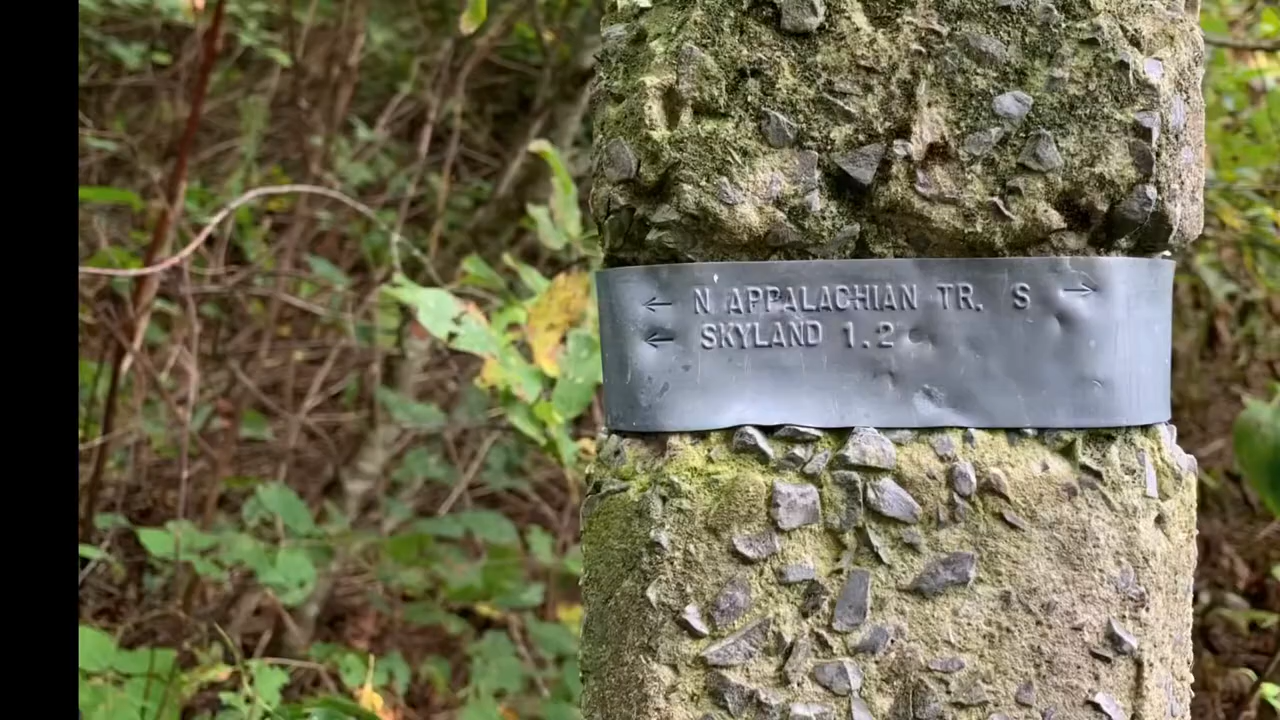 ← N APPALACHIAN TR. S →
← SKYLAND 1.2